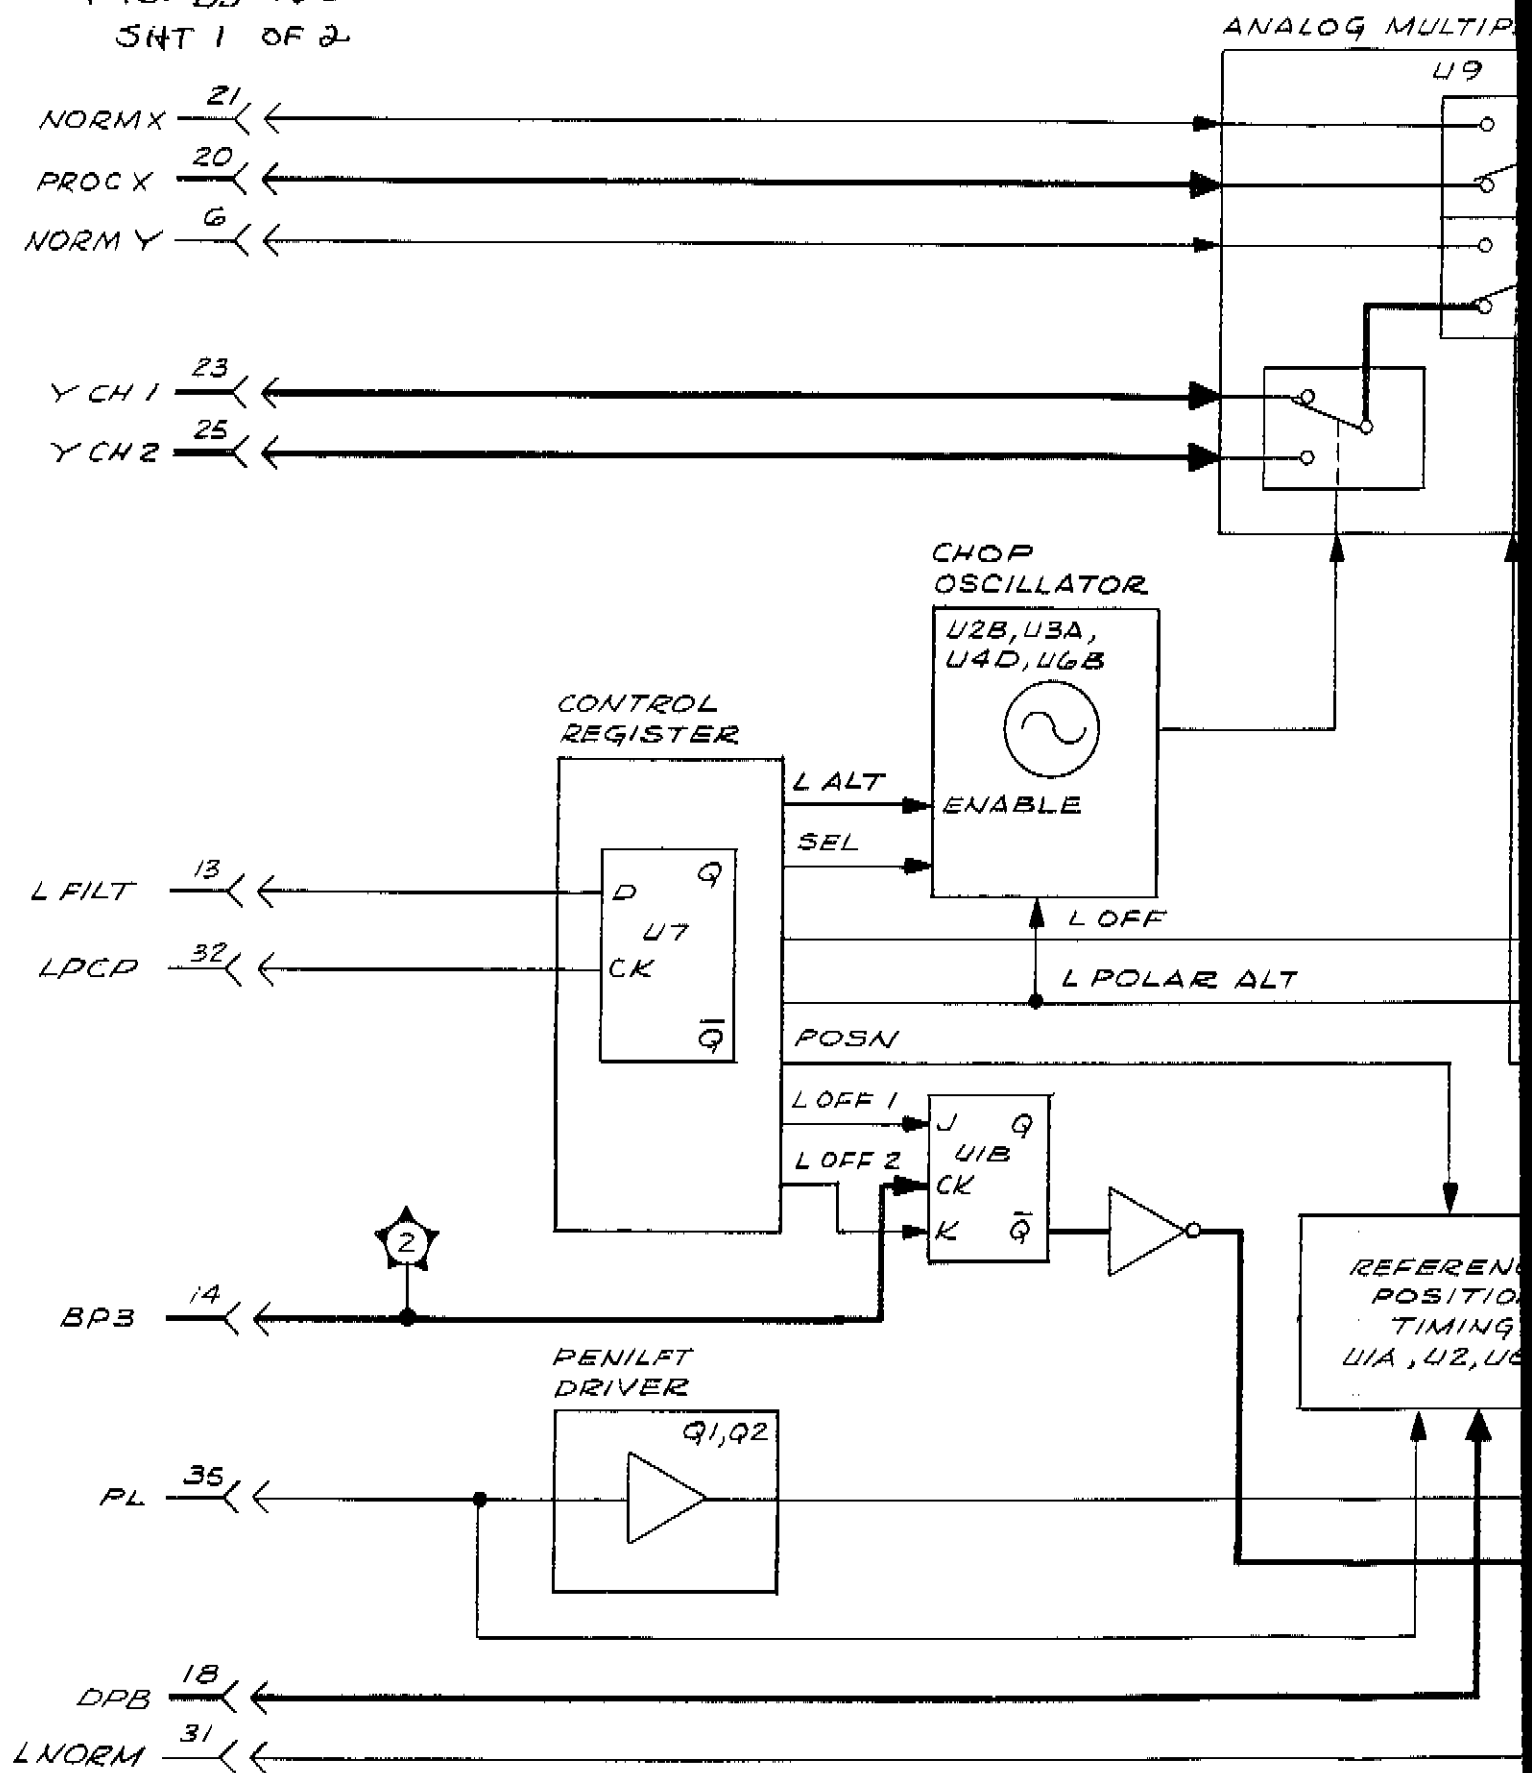 SHT 1 OF 2
ANALOG MULTIP
U9
NORMX 21
PROC X 20
NORM Y 6
Y CH 1 23
Y CH 2 25
CHOP
OSCILLATOR
U2B, U3A,
U4D, U6B
ENABLE
CONTROL
REGISTER
L ALT
SEL
L FILT 13
D Q
U7
LPCP 32
CK
Q
L OFF
L POLAR ALT
POSN
L OFF 1
J Q
U1B
L OFF 2
CK
K Q
2
BP3 14
REFEREN
POSITIO
TIMING
U1A, U2, U6
PENILFT
DRIVER
Q1, Q2
PL 35
DPB 18
LNORM 31